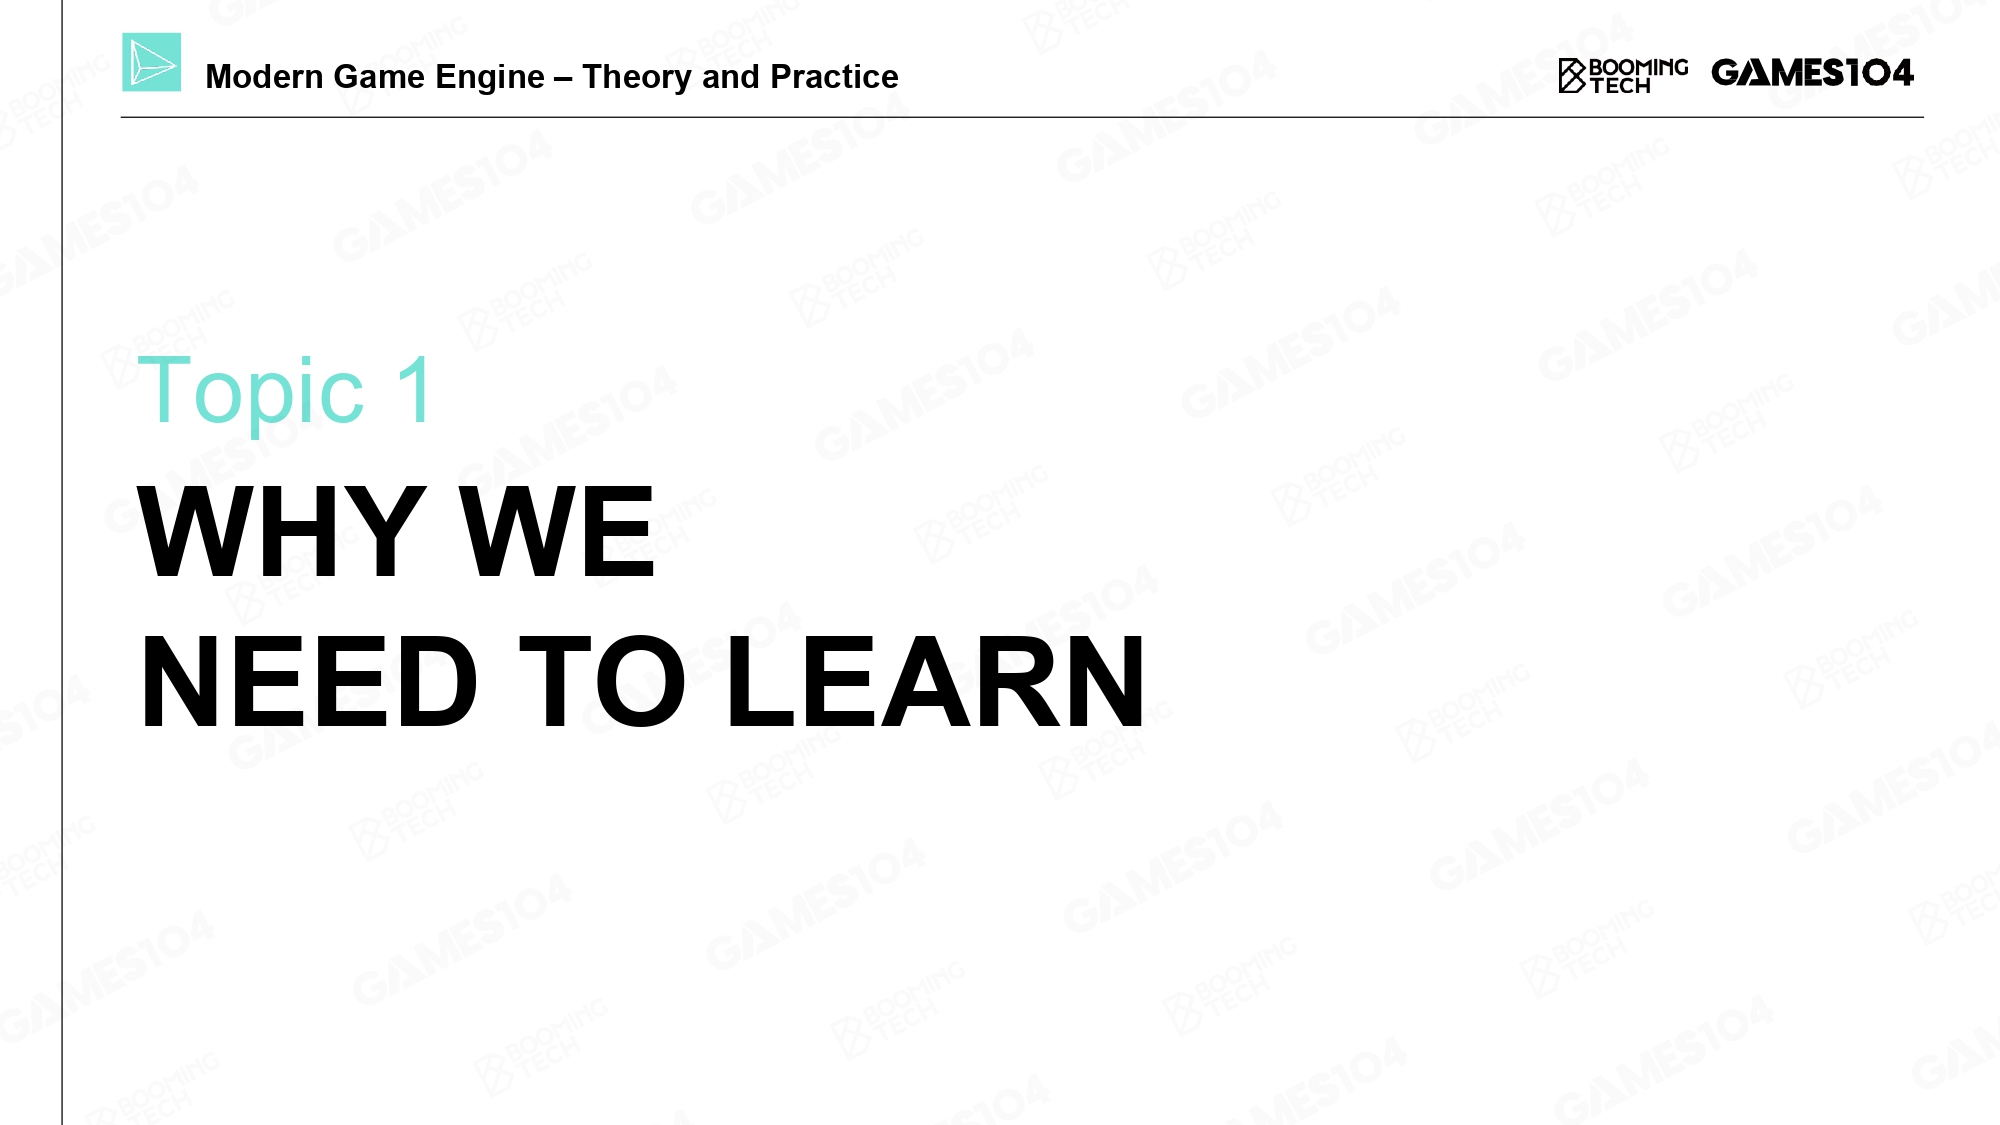 Modern Game Engine – Theory and Practice
BOOMING
TECH
GAMES104
Topic 1
WHY WE
NEED TO LEARN